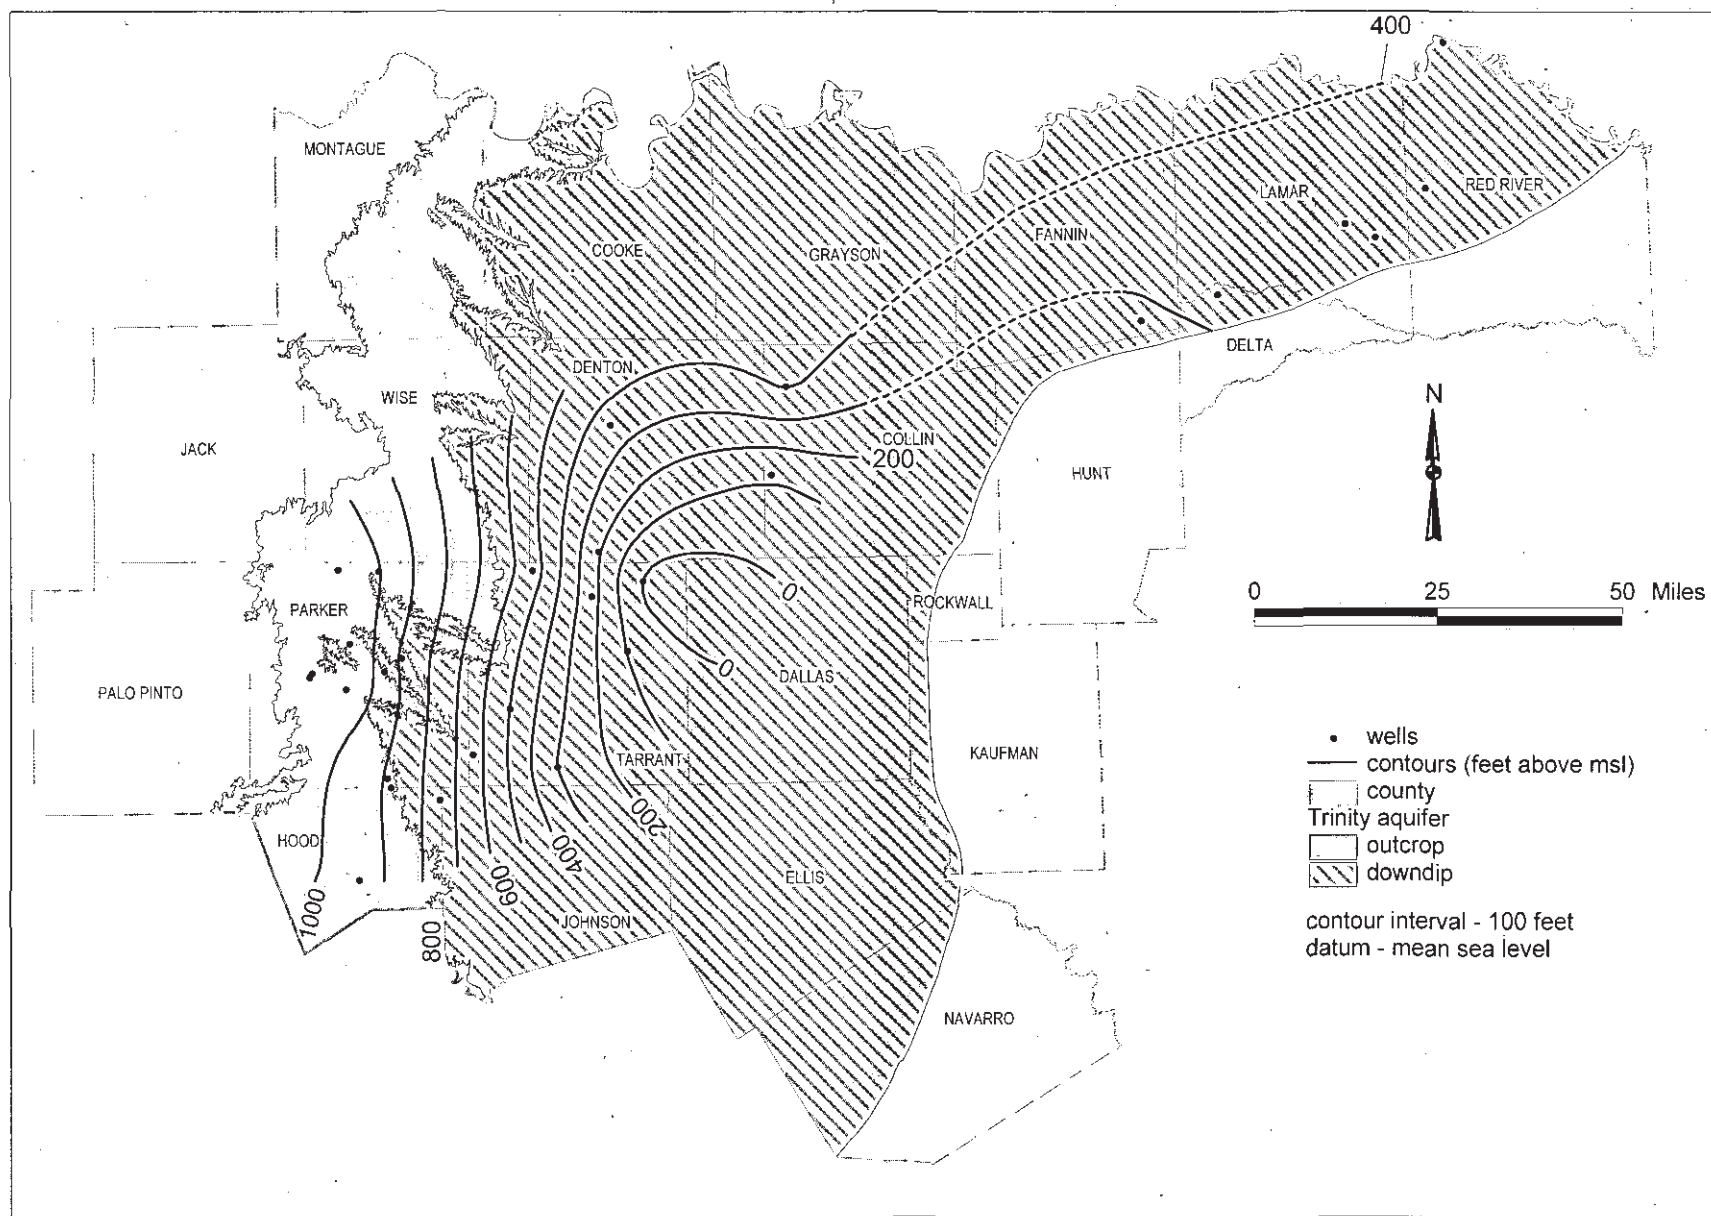 400
MONTAGUE
COOKE
GRAYSON
FANNIN
LAMAR
RED RIVER
DELTA
DENTON
WISE
JACK
COLLIN
200
HUNT
N
0 25 50 Miles
PARKER
0
ROCKWALL
PALO PINTO
0
DALLAS
TARRANT
KAUFMAN
HOOD
200
400
600
ELLIS
1000
800
JOHNSON
NAVARRO
wells
contours (feet above msl)
county
Trinity aquifer
outcrop
downdip
contour interval - 100 feet
datum - mean sea level